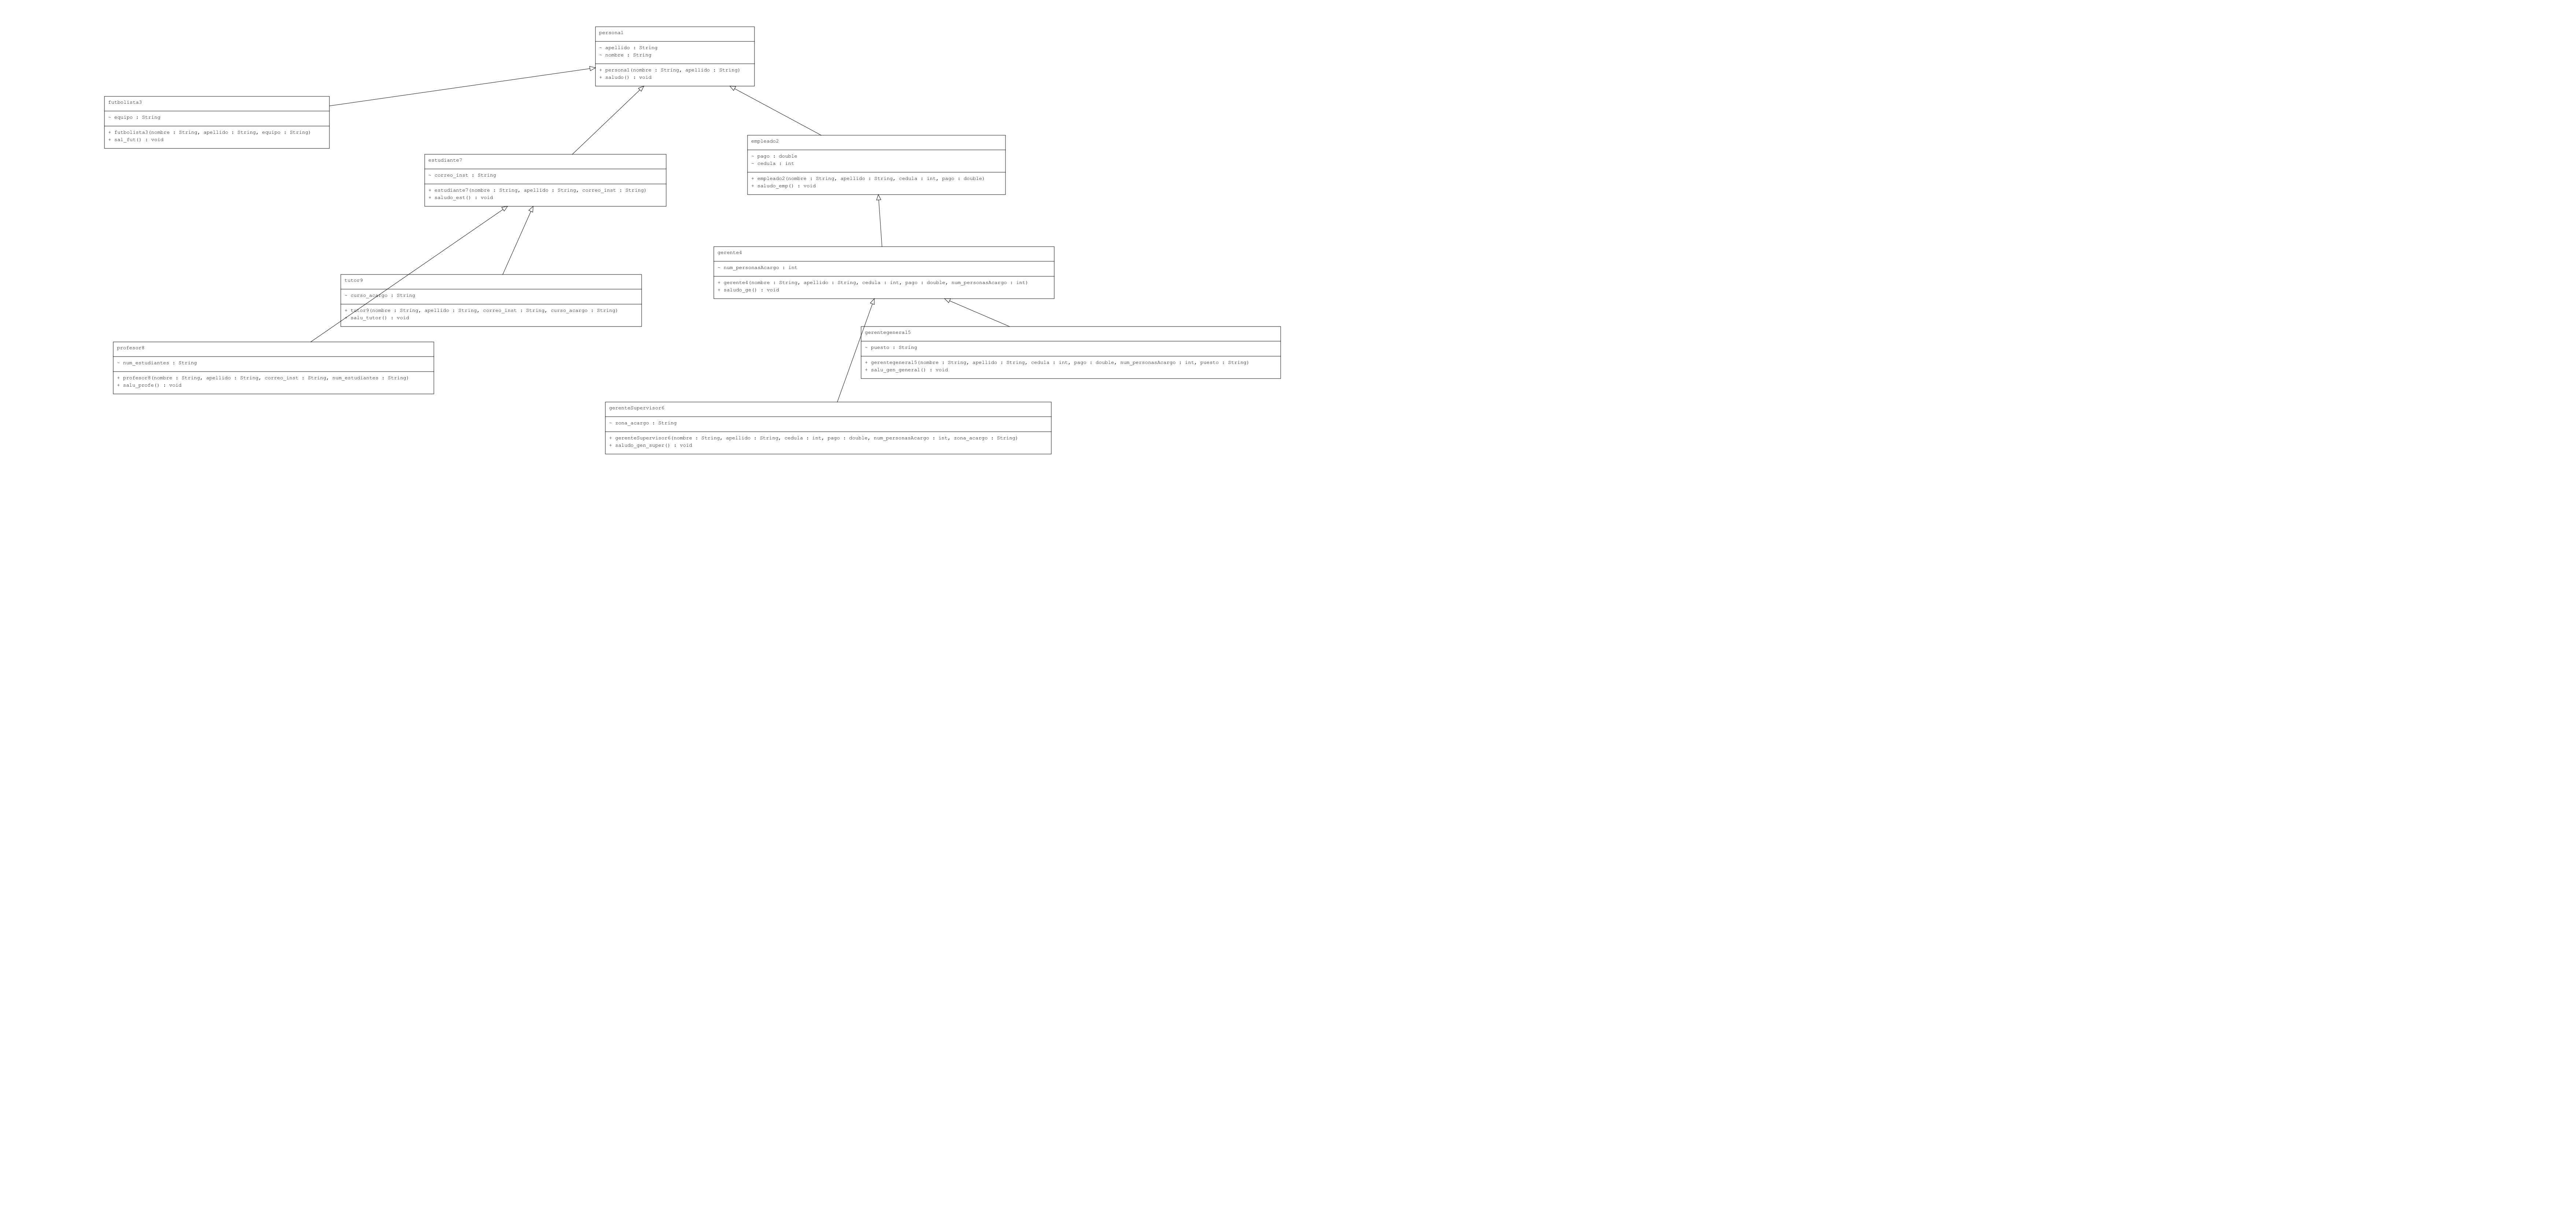 persona1
- apellido : String
- nombre : String
+ persona1(nombre : String, apellido : String)
+ saludo() : void
futbolista3
- equipo : String
+ futbolista3(nombre : String, apellido : String, equipo : String)
+ sal_fut() : void
empleado2
- pago : double
- cedula : int
+ empleado2(nombre : String, apellido : String, cedula : int, pago : double)
+ saludo_emp() : void
estudiante7
- correo_inst : String
+ estudiante7(nombre : String, apellido : String, correo_inst : String)
+ saludo_est() : void
gerente4
- num_personasAcargo : int
+ gerente4(nombre : String, apellido : String, cedula : int, pago : double, num_personasAcargo : int)
+ saludo_ge() : void
tutor9
- curso_acargo : String
+ tutor9(nombre : String, apellido : String, correo_inst : String, curso_acargo : String)
+ salu_tutor() : void
gerentegeneral5
- puesto : String
+ gerentegeneral5(nombre : String, apellido : String, cedula : int, pago : double, num_personasAcargo : int, puesto : String)
+ salu_gen_general() : void
profesor8
- num_estudiantes : String
+ profesor8(nombre : String, apellido : String, correo_inst : String, num_estudiantes : String)
+ salu_profe() : void
gerenteSupervisor6
- zona_acargo : String
+ gerenteSupervisor6(nombre : String, apellido : String, cedula : int, pago : double, num_personasAcargo : int, zona_acargo : String)
+ saludo_gen_super() : void